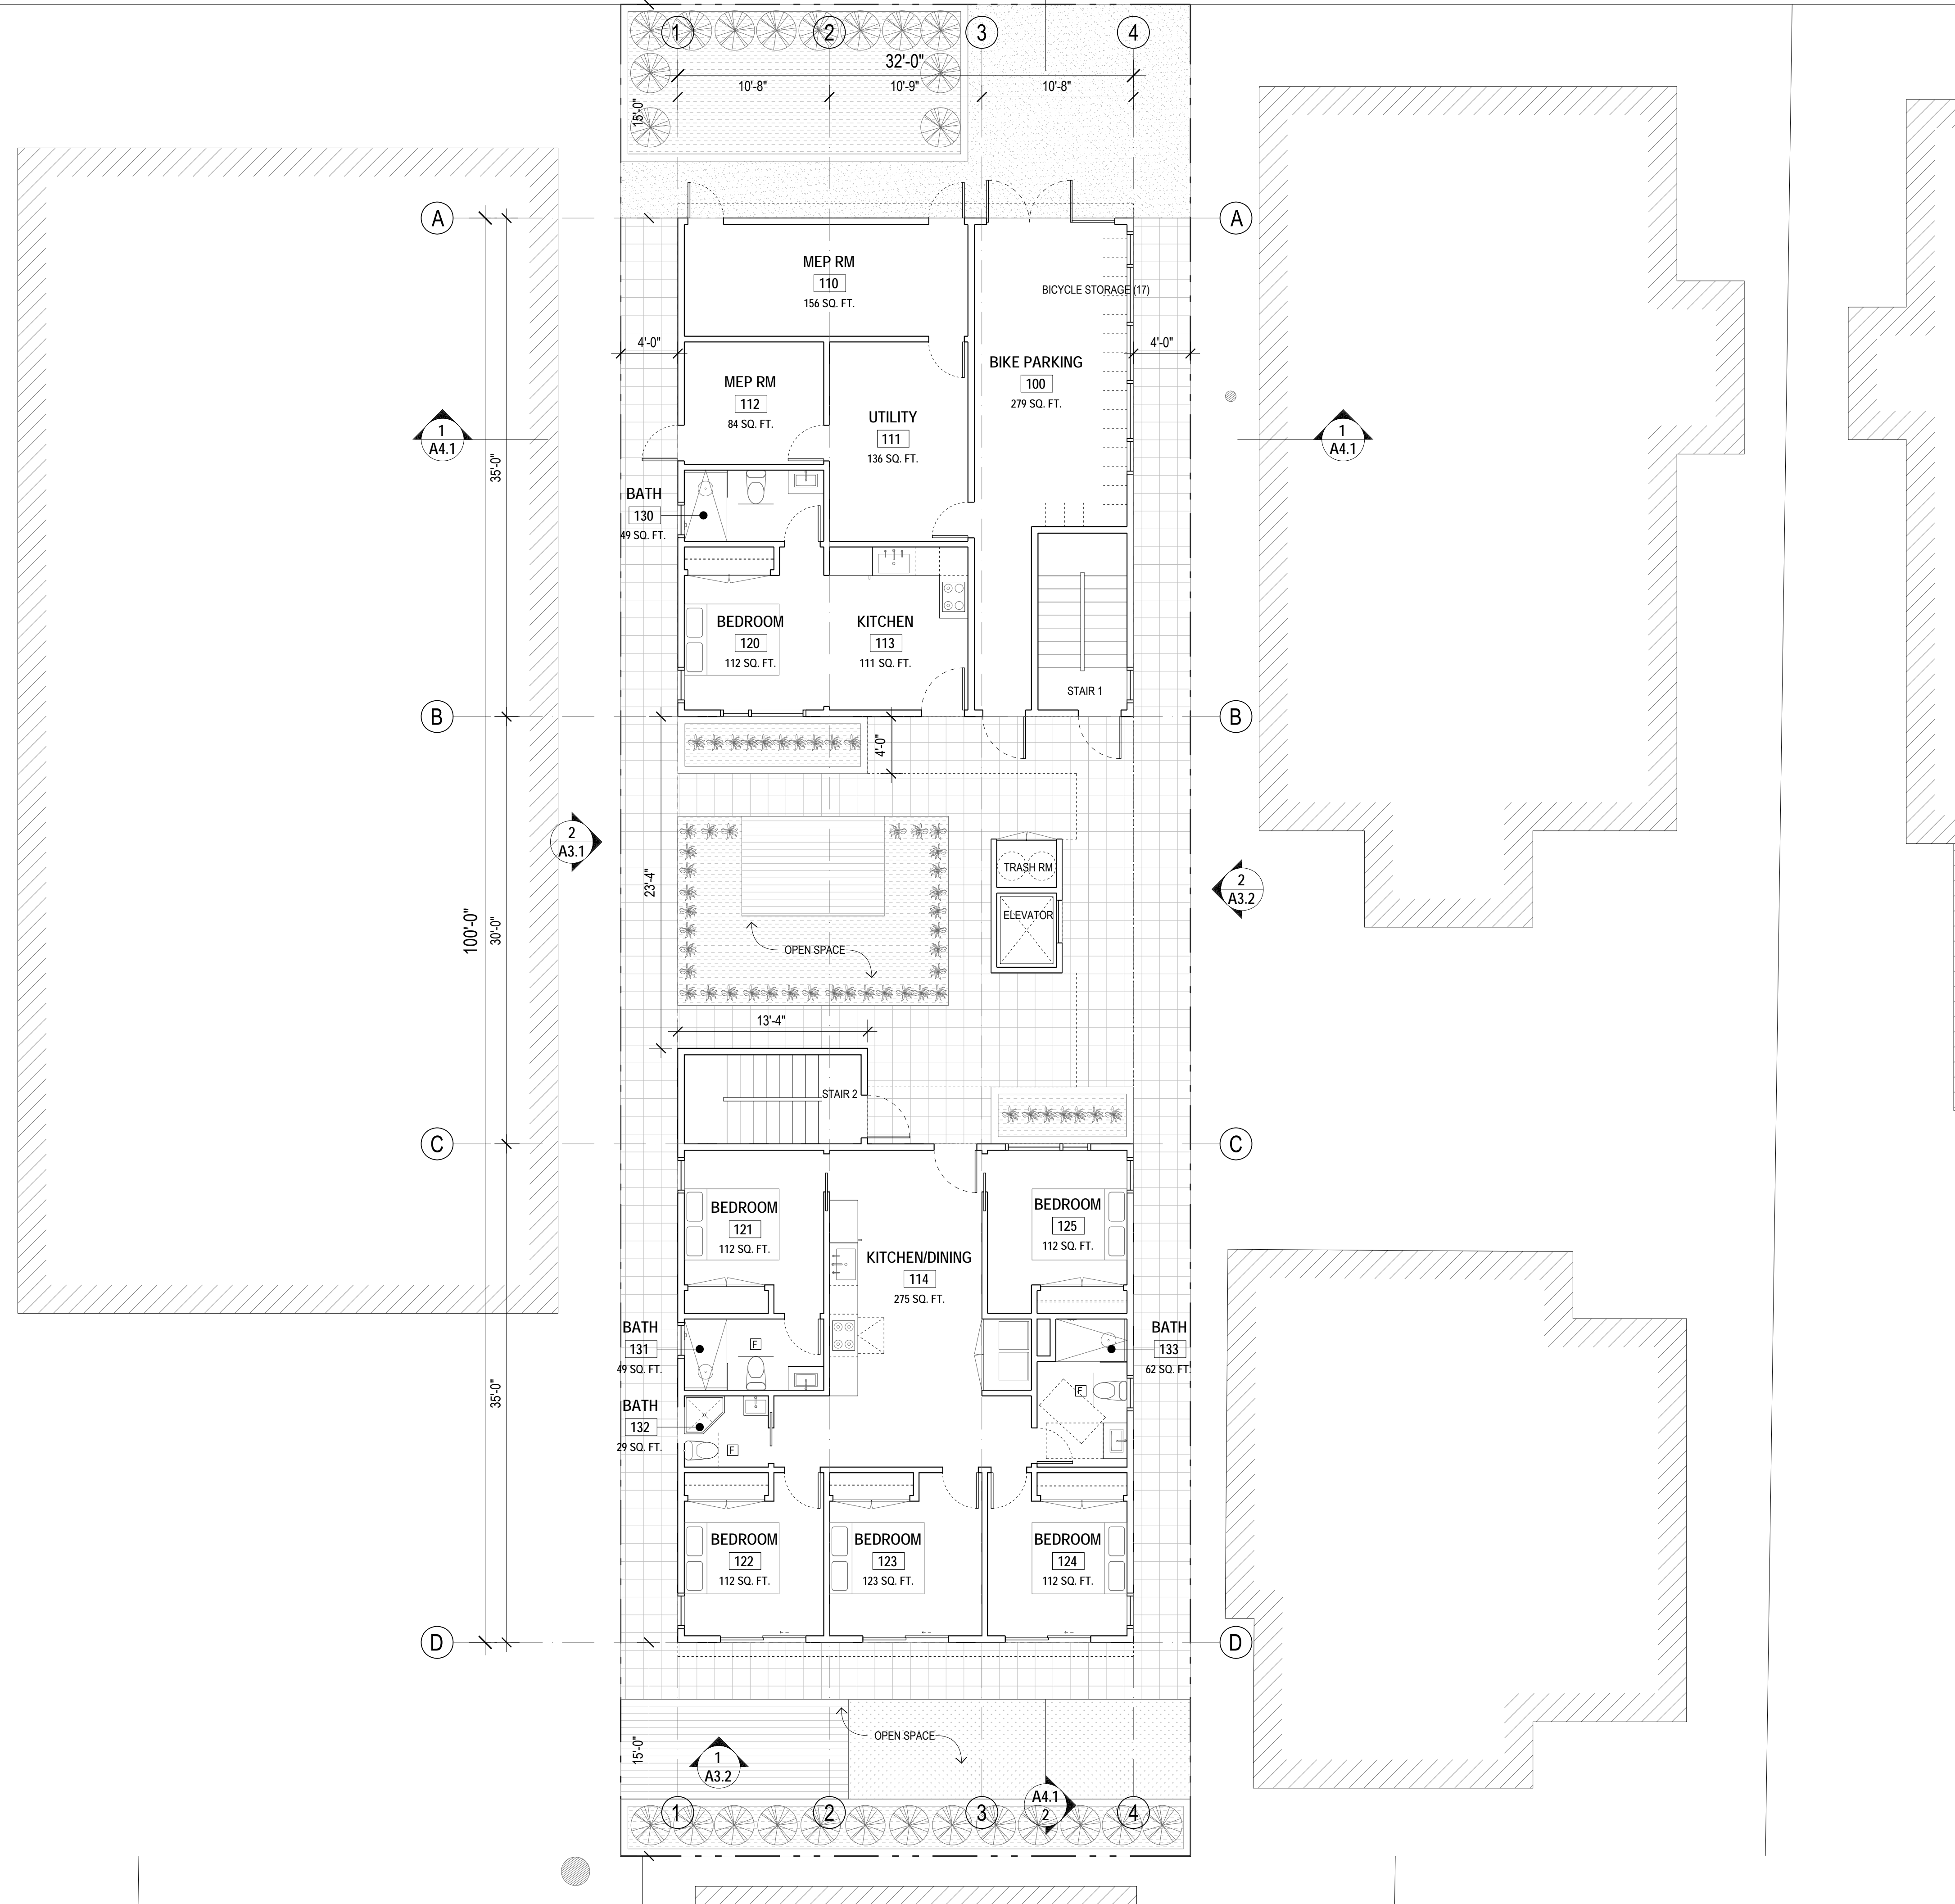 1
2
3
4
32'-0"
10'-8"
10'-9"
10'-8"
15'-0"
A
A
MEP RM
110
156 SQ. FT.
BICYCLE STORAGE (17)
4'-0"
4'-0"
BIKE PARKING
100
279 SQ. FT.
MEP RM
112
84 SQ. FT.
UTILITY
111
136 SQ. FT.
1
A4.1
1
A4.1
35'-0"
BATH
130
49 SQ. FT.
BEDROOM
120
112 SQ. FT.
KITCHEN
113
111 SQ. FT.
STAIR 1
B
B
4'-0"
2
A3.1
TRASH RM
2
A3.2
23'-4"
ELEVATOR
100'-0"
30'-0"
OPEN SPACE
13'-4"
STAIR 2
C
C
BEDROOM
121
112 SQ. FT.
BEDROOM
125
112 SQ. FT.
KITCHEN/DINING
114
275 SQ. FT.
BATH
131
49 SQ. FT.
F
BATH
133
62 SQ. FT.
F
35'-0"
BATH
132
29 SQ. FT.
F
BEDROOM
122
112 SQ. FT.
BEDROOM
123
123 SQ. FT.
BEDROOM
124
112 SQ. FT.
D
D
OPEN SPACE
15'-0"
1
A3.2
A4.1
2
1
2
3
4